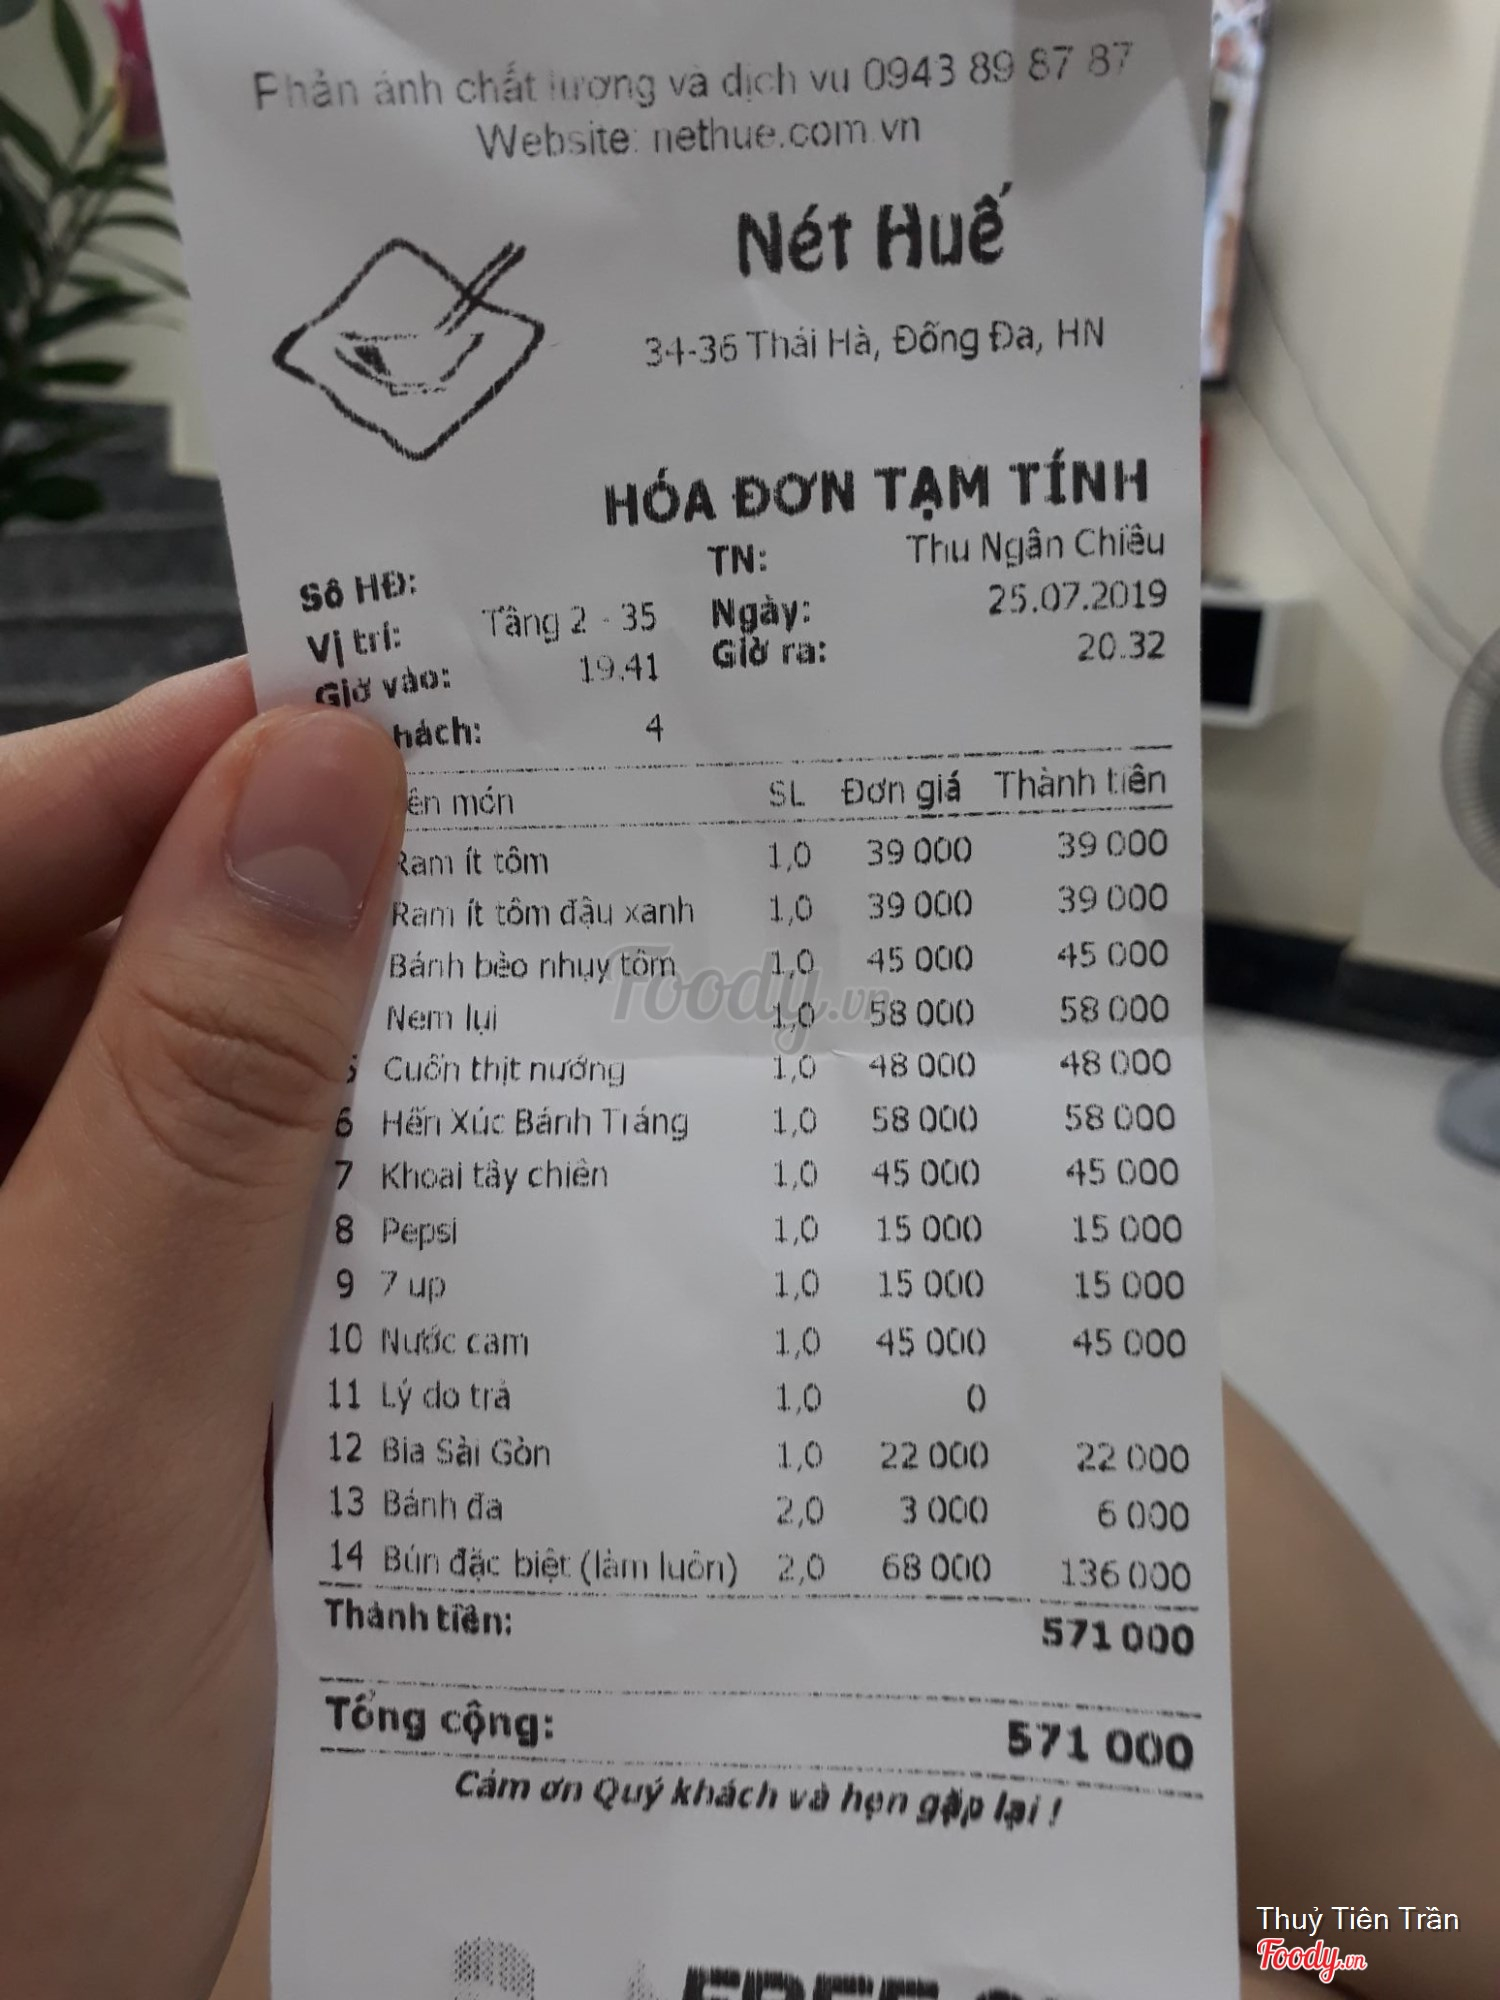 Phản ánh chất lượng và dịch vụ 0943 89 87 87
Website: nethue.com.vn
Nét Huế
34-36 Thái Hà, Đống Đa, HN
HÓA ĐƠN TẠM TÍNH
Số HĐ: TN: Thu Ngân Chiều
Vị trí: Tầng 2 - 35 Ngày: 25.07.2019
Giờ vào: 19.41 Giờ ra: 20.32
hách: 4
ên món SL Đơn giá Thành tiền
Ram ít tôm 1,0 39 000 39 000
Ram ít tôm đậu xanh 1,0 39 000 39 000
Bánh bèo nhụy tôm 1,0 45 000 45 000
Nem lụi 1,0 58 000 58 000
5 Cuốn thịt nướng 1,0 48 000 48 000
6 Hến Xúc Bánh Tráng 1,0 58 000 58 000
7 Khoai tây chiên 1,0 45 000 45 000
8 Pepsi 1,0 15 000 15 000
9 7 up 1,0 15 000 15 000
10 Nước cam 1,0 45 000 45 000
11 Lý do trả 1,0 0
12 Bia Sài Gòn 1,0 22 000 22 000
13 Bánh đa 2,0 3 000 6 000
14 Bún đặc biệt (làm luôn) 2,0 68 000 136 000
Thành tiền: 571 000
Tổng cộng: 571 000
Cám ơn Quý khách và hẹn gặp lại !
Foody.vn
Thuỷ Tiên Trần
Foody.vn